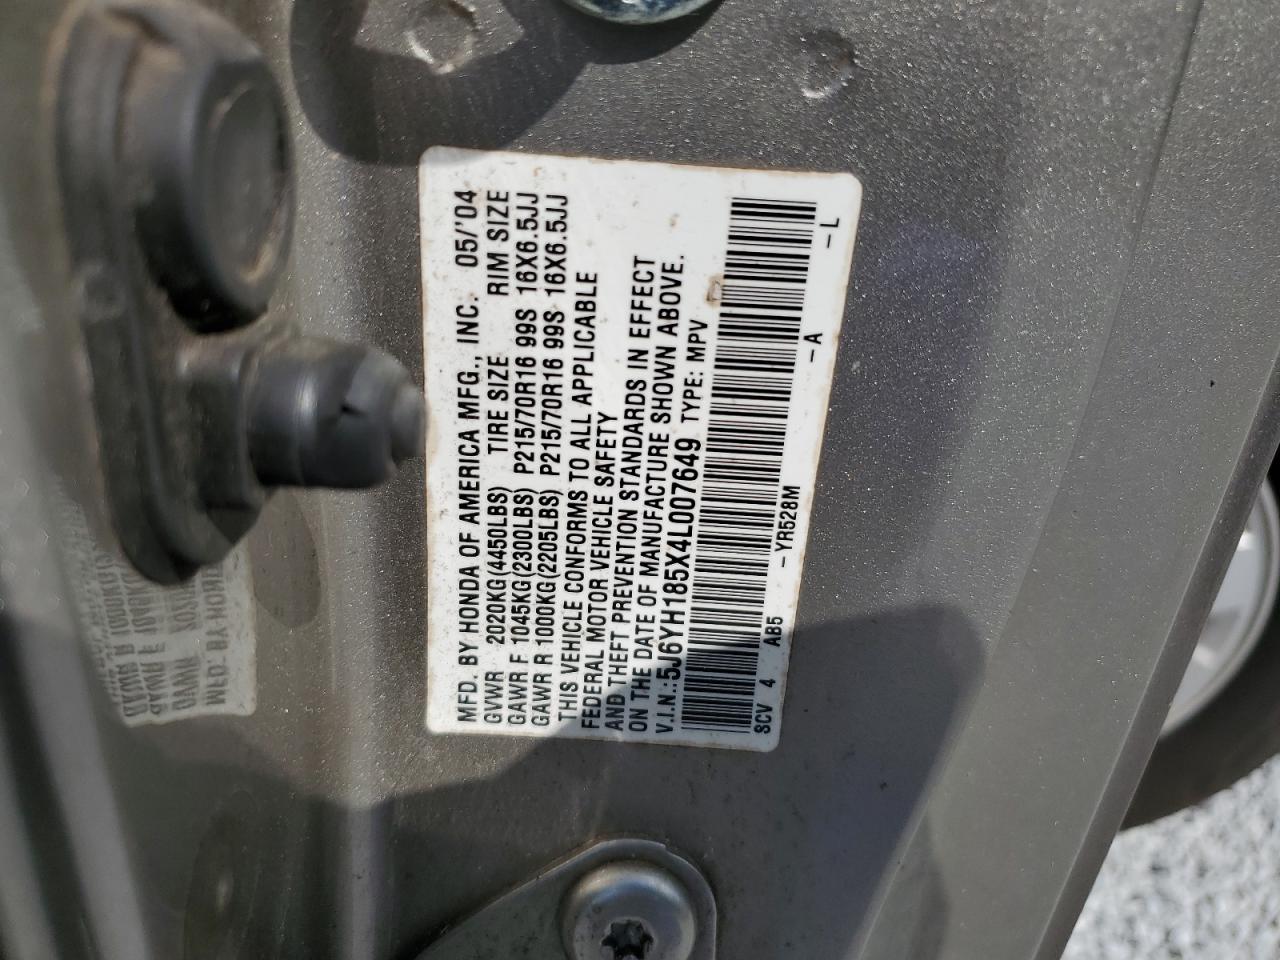 MFD. BY HONDA OF AMERICA MFG., INC. 05/'04
GVWR 2020KG(4450LBS) TIRE SIZE RIM SIZE
GAWR F 1045KG(2300LBS) P215/70R16 99S 16X6.5JJ
GAWR R 1000KG(2205LBS) P215/70R16 99S 16X6.5JJ
THIS VEHICLE CONFORMS TO ALL APPLICABLE
FEDERAL MOTOR VEHICLE SAFETY
AND THEFT PREVENTION STANDARDS IN EFFECT
ON THE DATE OF MANUFACTURE SHOWN ABOVE.
V.I.N.:5J6YH185X4L007649 TYPE: MPV
SCV 4 AB5 -YR528M -A -L